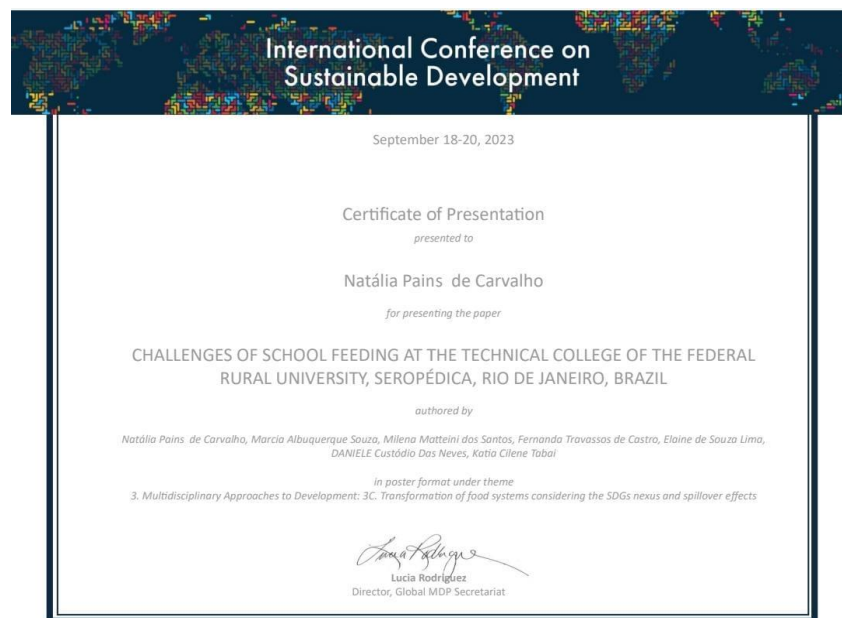 International Conference on
Sustainable Development
September 18-20, 2023
Certificate of Presentation
presented to
Natália Pains de Carvalho
for presenting the paper
CHALLENGES OF SCHOOL FEEDING AT THE TECHNICAL COLLEGE OF THE FEDERAL
RURAL UNIVERSITY, SEROPÉDICA, RIO DE JANEIRO, BRAZIL
authored by
Natália Pains de Carvalho, Marcia Albuquerque Souza, Milena Matteini dos Santos, Fernanda Travassos de Castro, Elaine de Souza Lima,
DANIELE Custódio Das Neves, Katia Cilene Tabai
in poster format under theme
3. Multidisciplinary Approaches to Development: 3C. Transformation of food systems considering the SDGs nexus and spillover effects
Lucia Rodriguez
Lucia Rodriguez
Director, Global MDP Secretariat